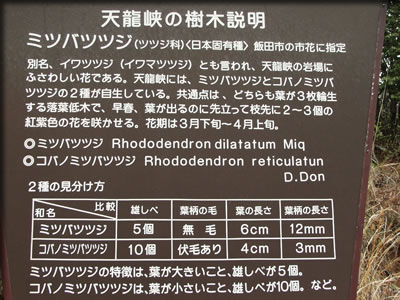 天龍峡の樹木説明
ミツバツツジ(ツツジ科)〈日本固有種〉飯田市の市花に指定
別名、イワツツジ(イワマツツジ)とも言われ、天龍峡の岩場に
ふさわしい花である。天龍峡には、ミツバツツジとコバノミツバ
ツツジの2種が自生している。共通点は、どちらも葉が3枚輪生
する落葉低木で、早春、葉が出るのに先立って枝先に2～3個の
紅紫色の花を咲かせる。花期は3月下旬～4月上旬。
◎ミツバツツジ Rhododendron dilatatum Miq
◎コバノミツバツツジ Rhododendron reticulatun
D.Don
2種の見分け方
和名 比較 雄しべ 葉柄の毛 葉の長さ 葉柄の長さ
ミツバツツジ 5個 無毛 6cm 12mm
コバノミツバツツジ 10個 伏毛あり 4cm 3mm
ミツバツツジの特徴は、葉が大きいこと、雄しべが5個。
コバノミツバツツジは、葉が小さいこと、雄しべが10個。など。